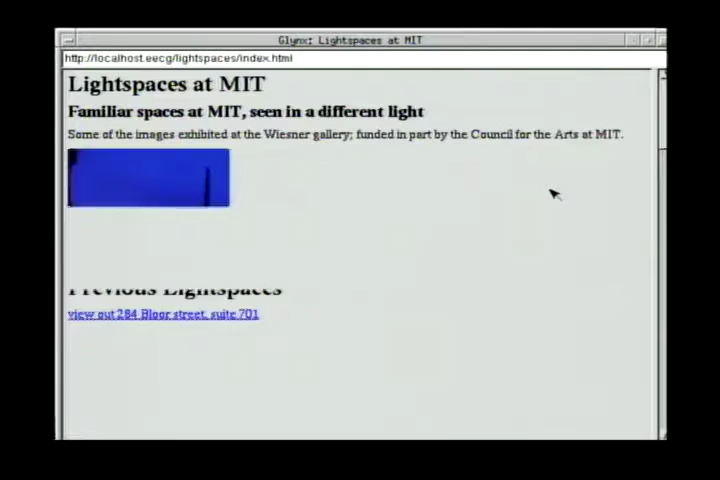 Glynx: Lightspaces at MIT
http://localhost.eecg/lightspaces/index.html
Lightspaces at MIT
Familiar spaces at MIT, seen in a different light
Some of the images exhibited at the Wiesner gallery; funded in part by the Council for the Arts at MIT.
Previous Lightspaces
view out 284 Bloor street, suite 701